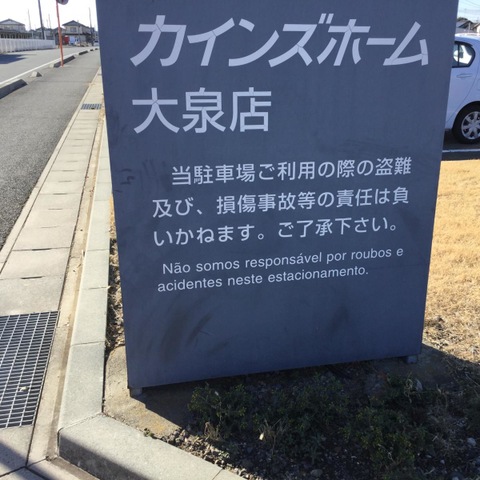 カインズホーム
大泉店
当駐車場ご利用の際の盗難
及び、損傷事故等の責任は負
いかねます。ご了承下さい。
Não somos responsável por roubos e
acidentes neste estacionamento.